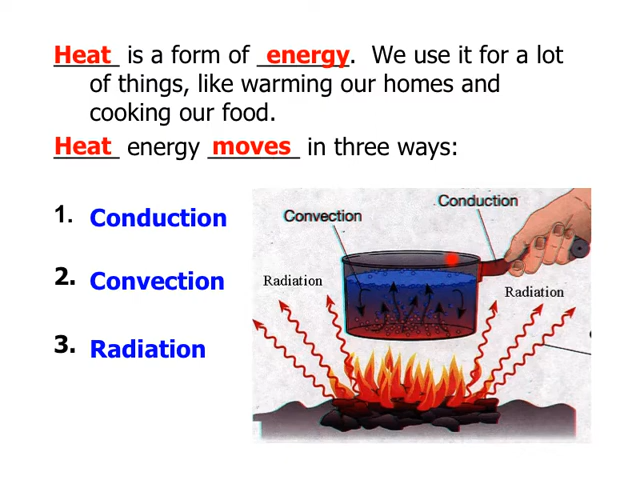 Heat is a form of energy. We use it for a lot
of things, like warming our homes and
cooking our food.
Heat energy moves in three ways:
1. Conduction
2. Convection
3. Radiation
Conduction
Convection
Radiation
Radiation